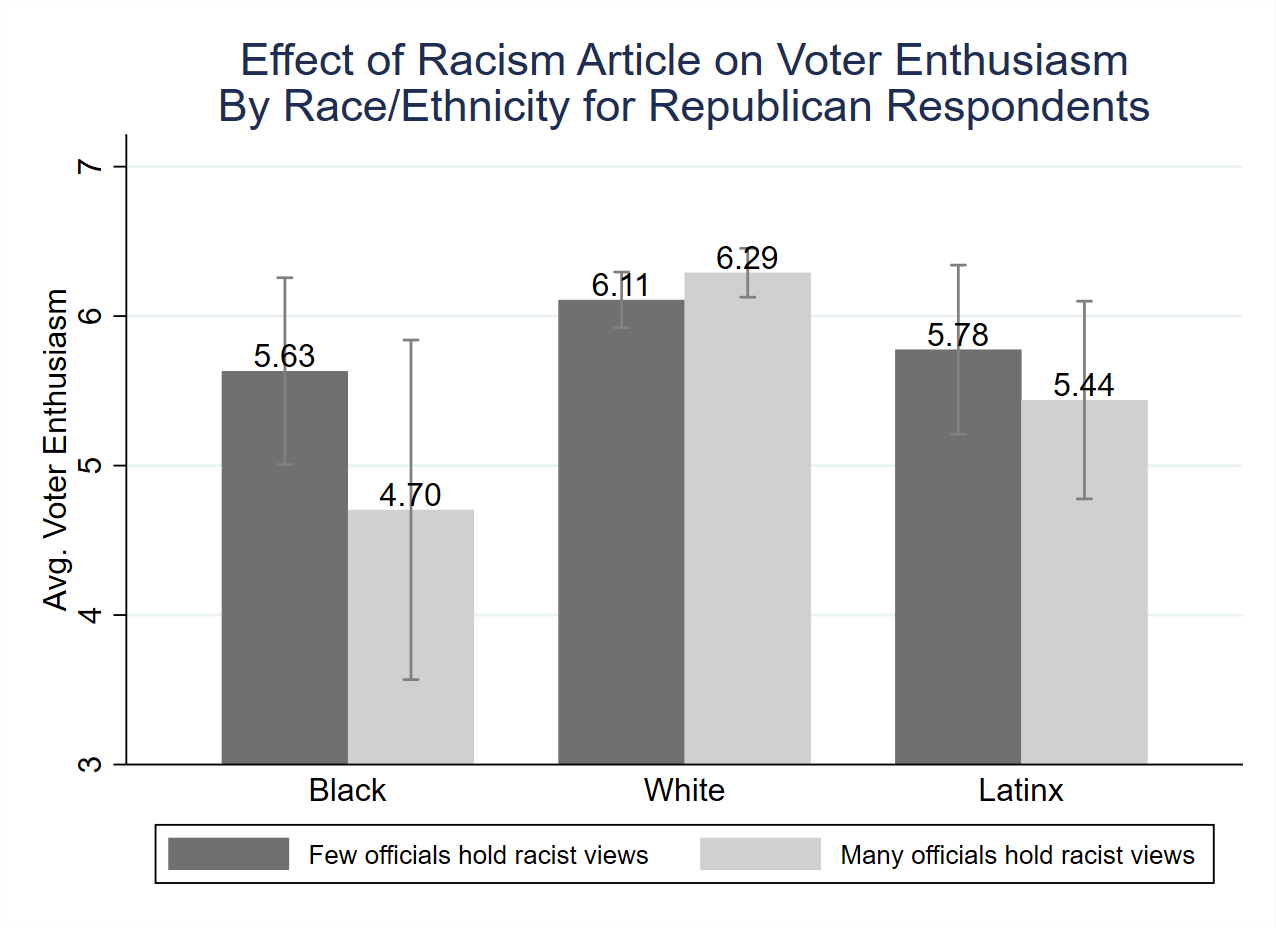 Effect of Racism Article on Voter Enthusiasm
By Race/Ethnicity for Republican Respondents
Avg. Voter Enthusiasm
7
6
5
4
3
5.63
4.70
6.11
6.29
5.78
5.44
Black
White
Latinx
Few officials hold racist views
Many officials hold racist views